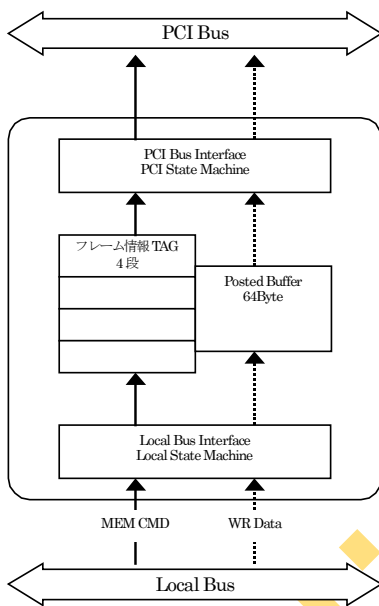 PCI Bus
PCI Bus Interface
PCI State Machine
フレーム情報 TAG
4 段
Posted Buffer
64Byte
Local Bus Interface
Local State Machine
MEM CMD
WR Data
Local Bus